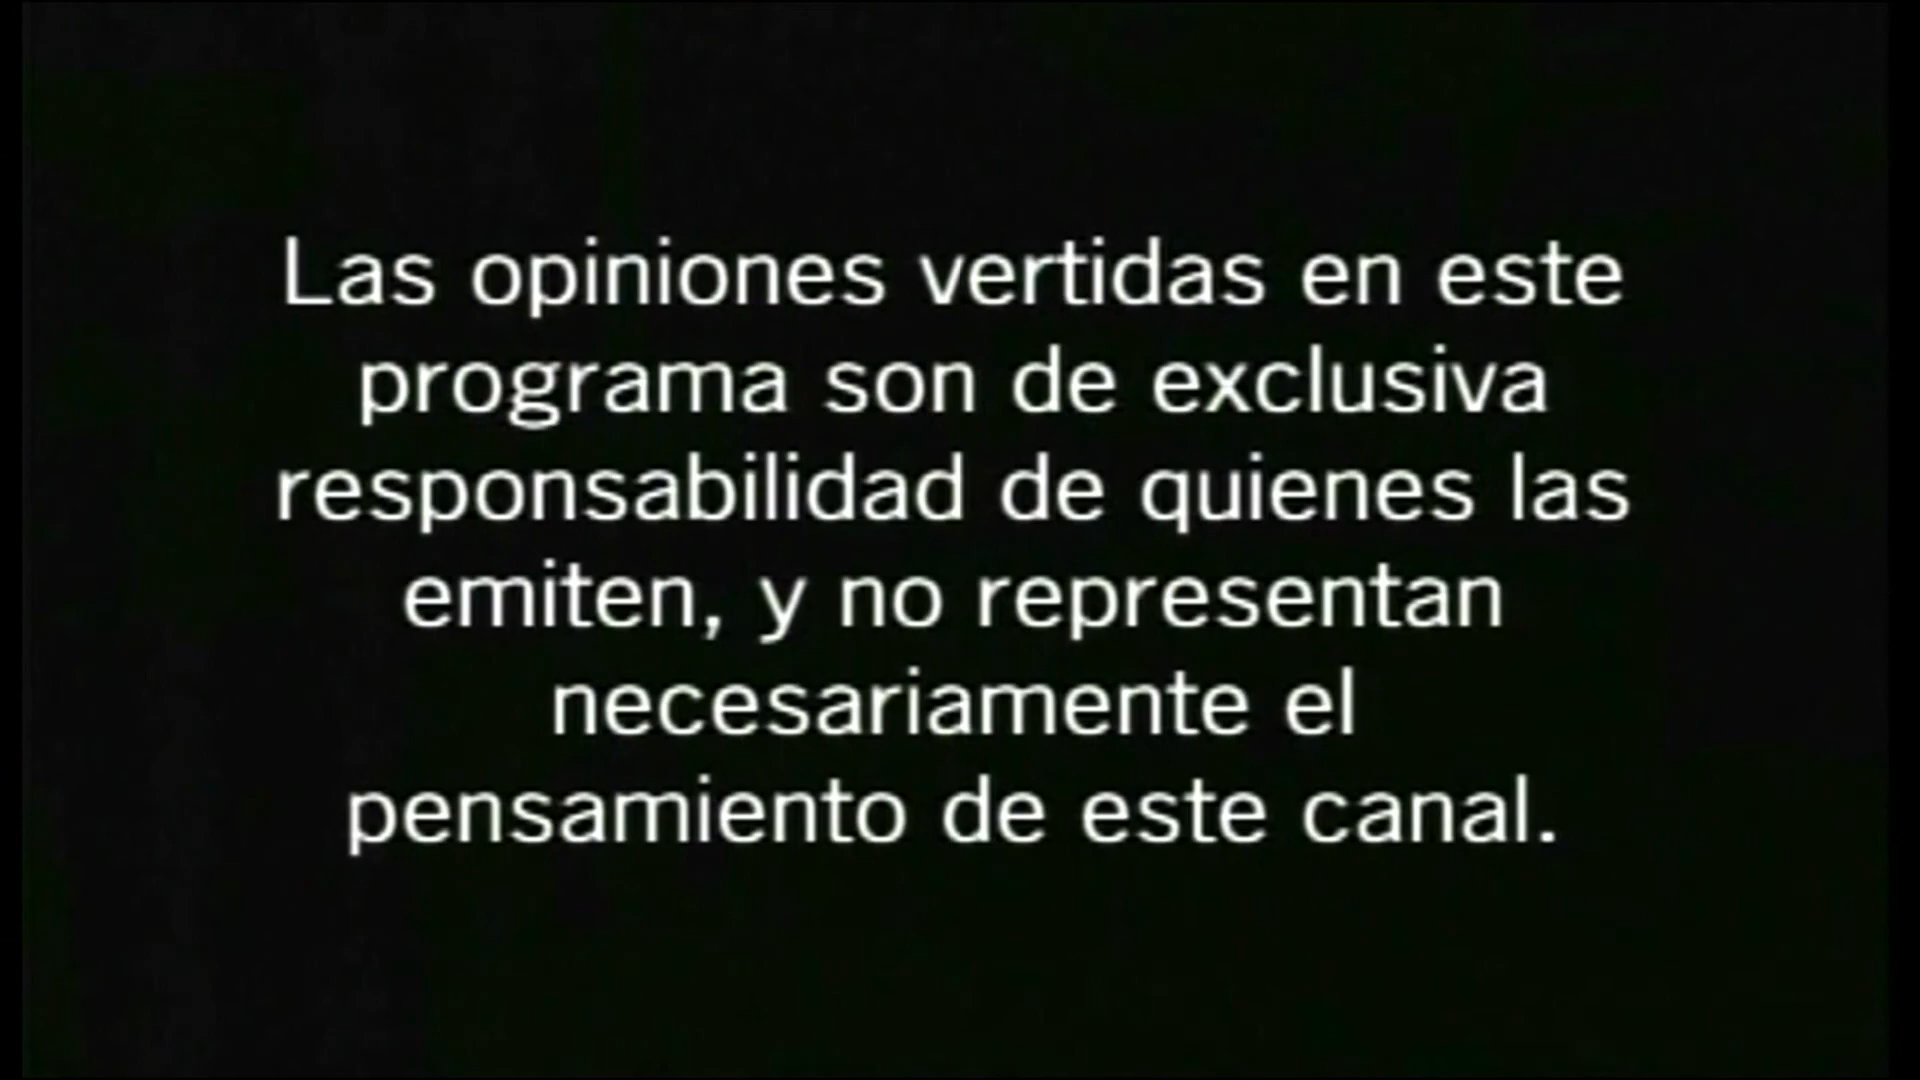 Las opiniones vertidas en este
programa son de exclusiva
responsabilidad de quienes las
emiten, y no representan
necesariamente el
pensamiento de este canal.